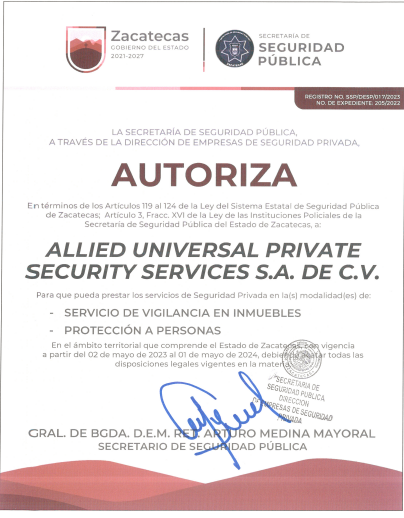 Zacatecas
GOBIERNO DEL ESTADO
2021-2027
SECRETARÍA DE
SEGURIDAD
PÚBLICA
REGISTRO NO. SSP/DESP/017/2023
NO. DE EXPEDIENTE: 205/2022
LA SECRETARÍA DE SEGURIDAD PÚBLICA,
A TRAVÉS DE LA DIRECCIÓN DE EMPRESAS DE SEGURIDAD PRIVADA,
AUTORIZA
En términos de los Artículos 119 al 124 de la Ley del Sistema Estatal de Seguridad Pública
de Zacatecas; Artículo 3, Fracc. XVI de la Ley de las Instituciones Policiales de la
Secretaría de Seguridad Pública del Estado de Zacatecas, a:
ALLIED UNIVERSAL PRIVATE
SECURITY SERVICES S.A. DE C.V.
Para que pueda prestar los servicios de Seguridad Privada en la(s) modalidad(es) de:
- SERVICIO DE VIGILANCIA EN INMUEBLES
- PROTECCIÓN A PERSONAS
En el ámbito territorial que comprende el Estado de Zacatecas, con vigencia
a partir del 02 de mayo de 2023 al 01 de mayo de 2024, debiendo acatar todas las
disposiciones legales vigentes en la materia.
SECRETARIA DE
SEGURIDAD PUBLICA
DIRECCION
EMPRESAS DE SEGURIDAD
PRIVADA
GRAL. DE BGDA. D.E.M. RET. ARTURO MEDINA MAYORAL
SECRETARIO DE SEGURIDAD PÚBLICA